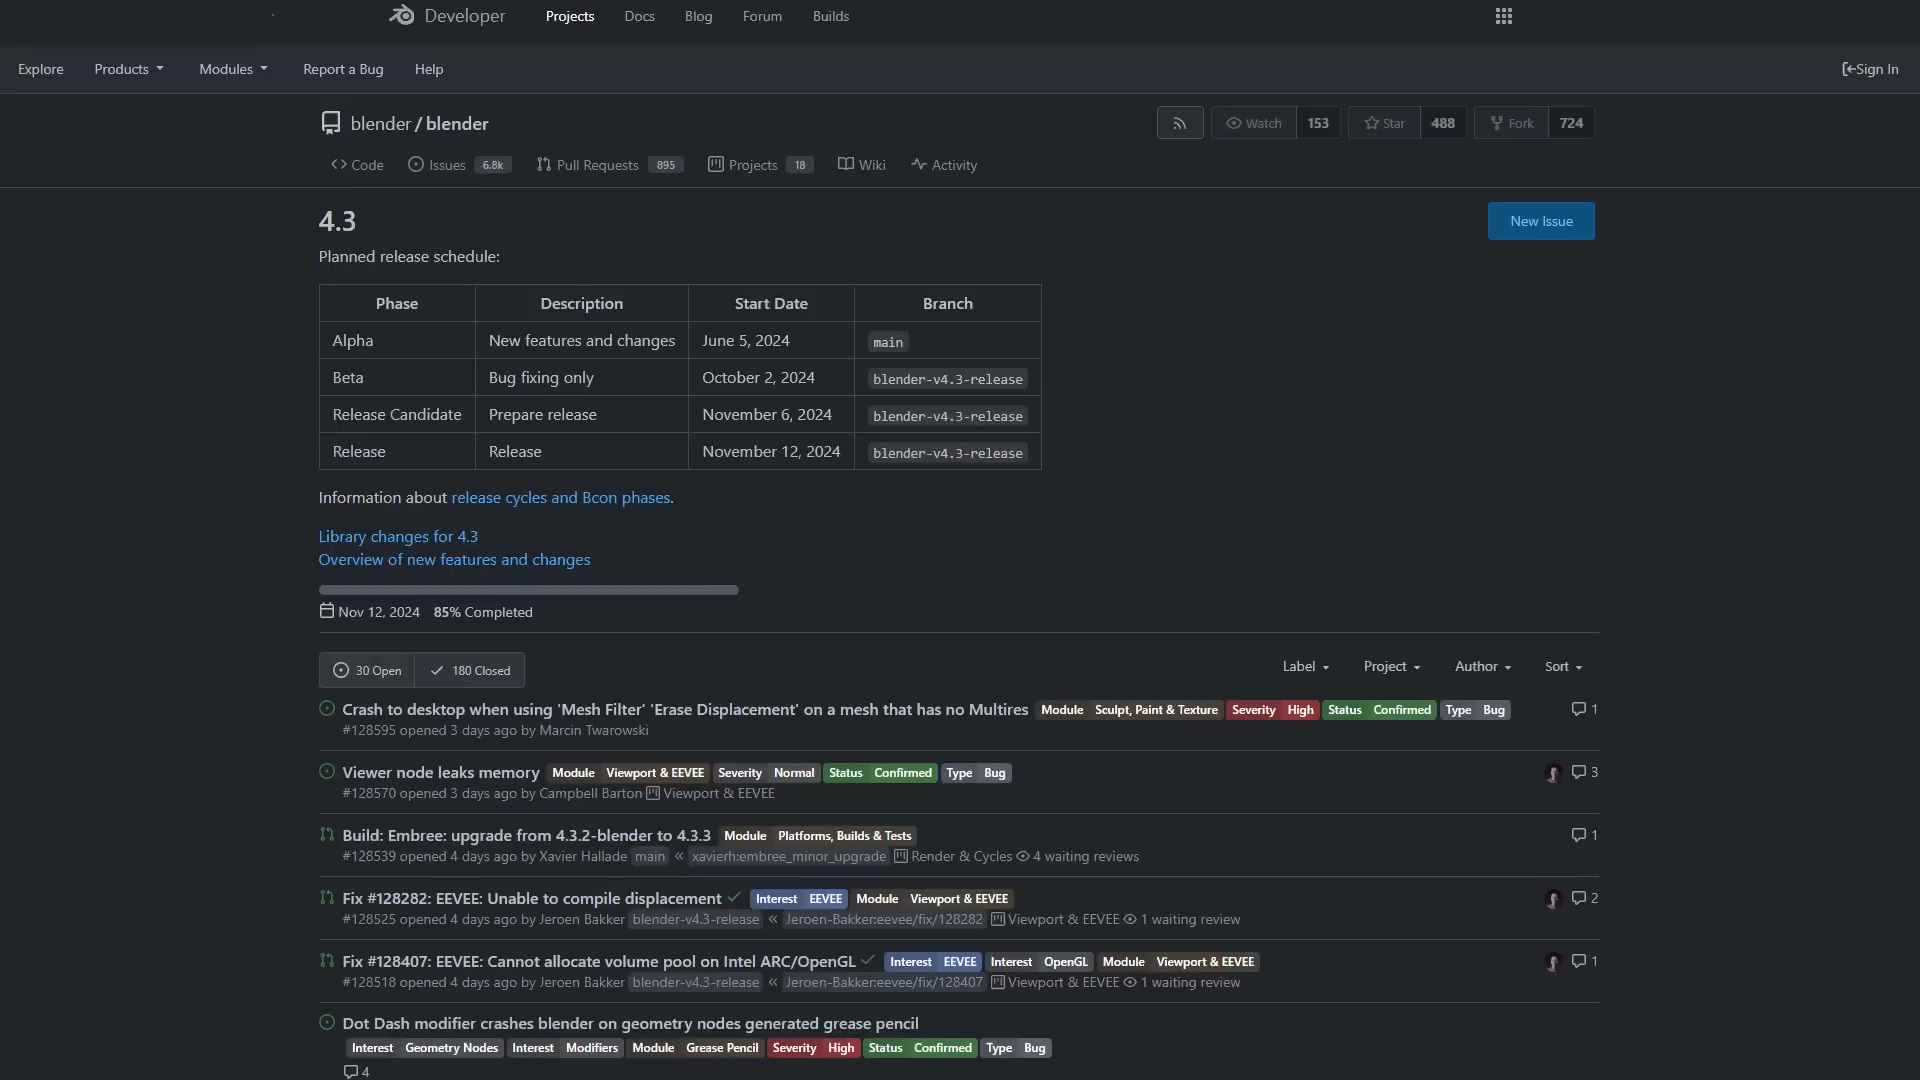 Developer Projects Docs Blog Forum Builds
Explore Products Modules Report a Bug Help Sign In
blender / blender Watch 153 Star 488 Fork 724
Code Issues 6.8k Pull Requests 895 Projects 18 Wiki Activity
4.3 New Issue
Planned release schedule:
Phase Description Start Date Branch
Alpha New features and changes June 5, 2024 main
Beta Bug fixing only October 2, 2024 blender-v4.3-release
Release Candidate Prepare release November 6, 2024 blender-v4.3-release
Release Release November 12, 2024 blender-v4.3-release
Information about release cycles and Bcon phases.
Library changes for 4.3
Overview of new features and changes
Nov 12, 2024 85% Completed
30 Open 180 Closed Label Project Author Sort
Crash to desktop when using 'Mesh Filter' 'Erase Displacement' on a mesh that has no Multires Module Sculpt, Paint & Texture Severity High Status Confirmed Type Bug 1
#128595 opened 3 days ago by Marcin Twarowski
Viewer node leaks memory Module Viewport & EEVEE Severity Normal Status Confirmed Type Bug 3
#128570 opened 3 days ago by Campbell Barton Viewport & EEVEE
Build: Embree: upgrade from 4.3.2-blender to 4.3.3 Module Platforms, Builds & Tests 1
#128539 opened 4 days ago by Xavier Hallade main « xavierh:embree_minor_upgrade Render & Cycles 4 waiting reviews
Fix #128282: EEVEE: Unable to compile displacement Interest EEVEE Module Viewport & EEVEE 2
#128525 opened 4 days ago by Jeroen Bakker blender-v4.3-release « Jeroen-Bakker:eevee/fix/128282 Viewport & EEVEE 1 waiting review
Fix #128407: EEVEE: Cannot allocate volume pool on Intel ARC/OpenGL Interest EEVEE Interest OpenGL Module Viewport & EEVEE 1
#128518 opened 4 days ago by Jeroen Bakker blender-v4.3-release « Jeroen-Bakker:eevee/fix/128407 Viewport & EEVEE 1 waiting review
Dot Dash modifier crashes blender on geometry nodes generated grease pencil
Interest Geometry Nodes Interest Modifiers Module Grease Pencil Severity High Status Confirmed Type Bug
4